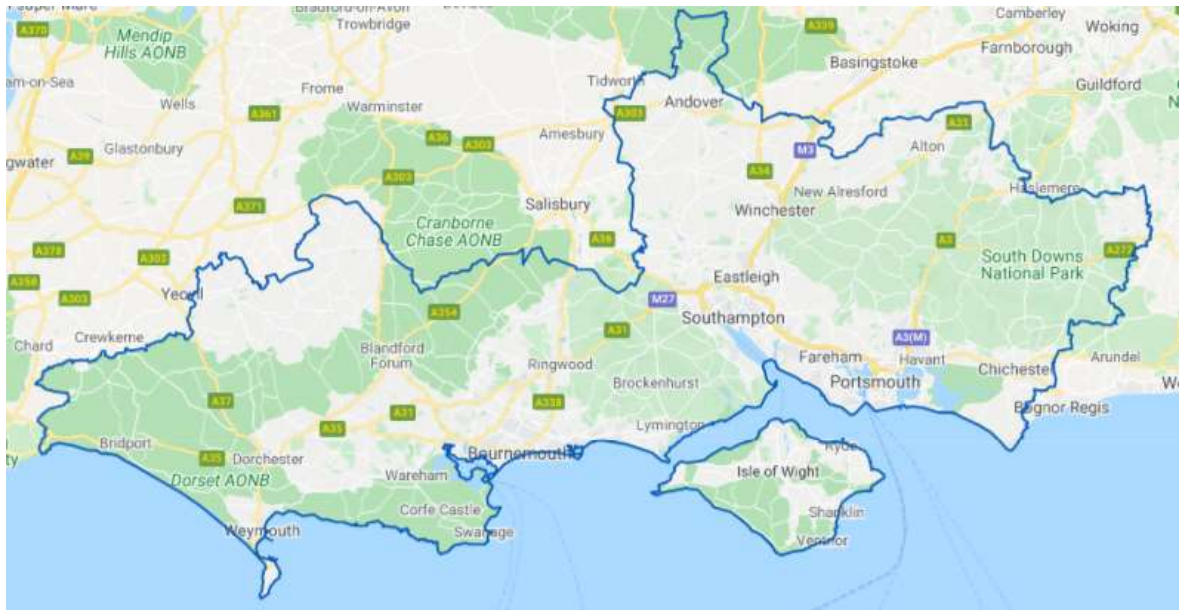 A339
Camberley
Woking
A370
Mendip
Hills AONB
Trowbridge
Farnborough
Basingstoke
Guildford
Tidworth
Frome
Wells
Warminster
Andover
A303
A361
A36
A303
Amesbury
A31
Glastonbury
A39
M3
Alton
A34
A303
New Alresford
Haslemere
Salisbury
Winchester
A371
Cranborne
Chase AONB
A36
A3
A272
South Downs
National Park
A378
A303
A358
A303
Yeovil
Eastleigh
M27
A354
Southampton
Crewkerne
Chard
A31
A3(M)
Blandford
Forum
Ringwood
Fareham
Havant
Chichester
Arundel
Brockenhurst
Portsmouth
A37
A338
A31
Bognor Regis
A35
Lymington
Bridport
A35
Dorchester
Bournemouth
Ryde
Dorset AONB
Wareham
Isle of Wight
Corfe Castle
Shanklin
Weymouth
Swanage
Ventnor